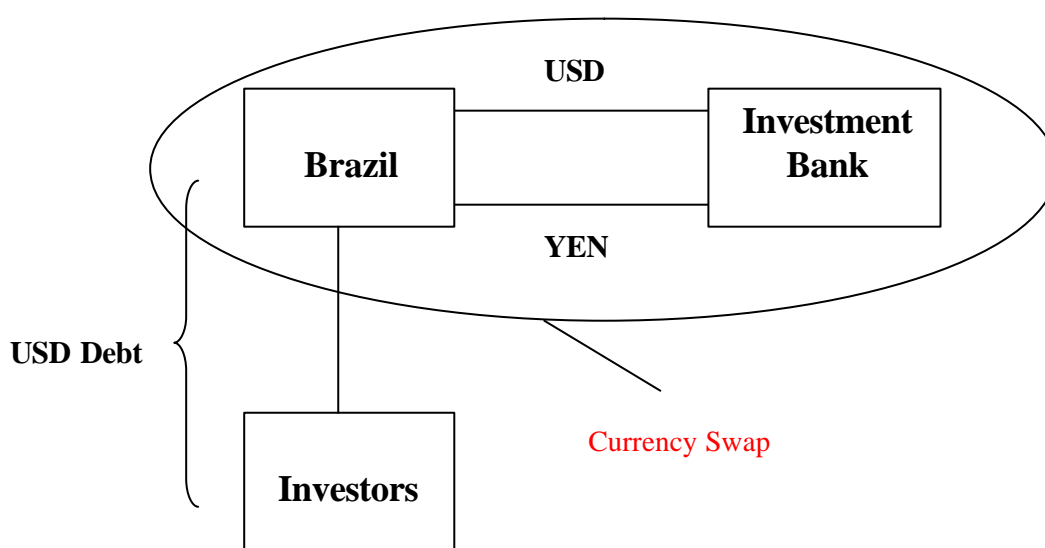 USD
Brazil
Investment
Bank
YEN
USD Debt
Currency Swap
Investors